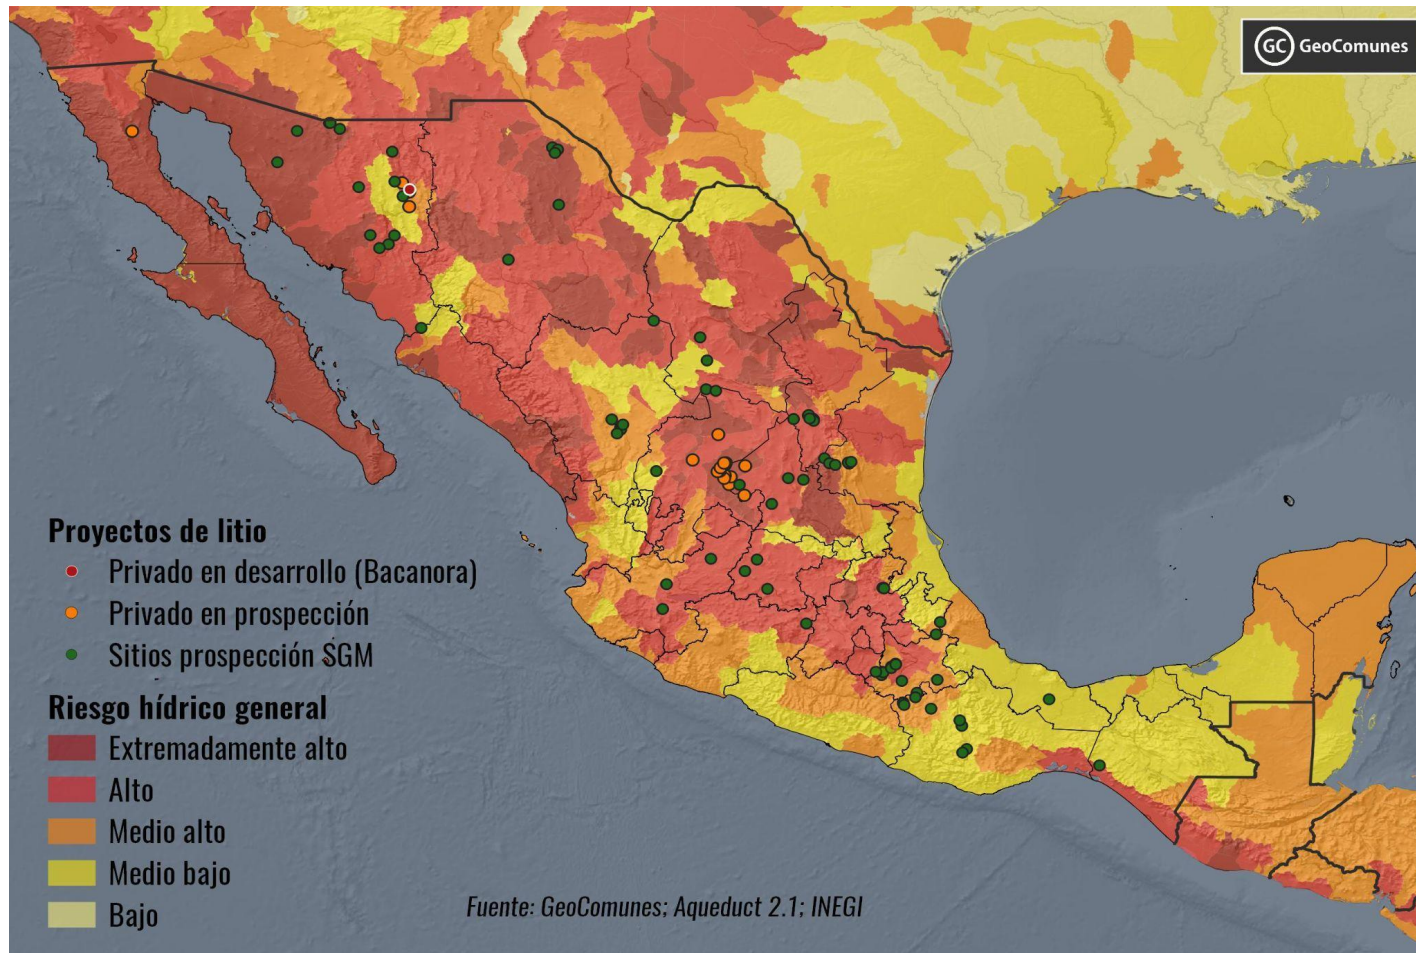 GC GeoComunes
Proyectos de litio
Privado en desarrollo (Bacanora)
Privado en prospección
Sitios prospección SGM
Riesgo hídrico general
Extremadamente alto
Alto
Medio alto
Medio bajo
Bajo
Fuente: GeoComunes; Aqueduct 2.1; INEGI